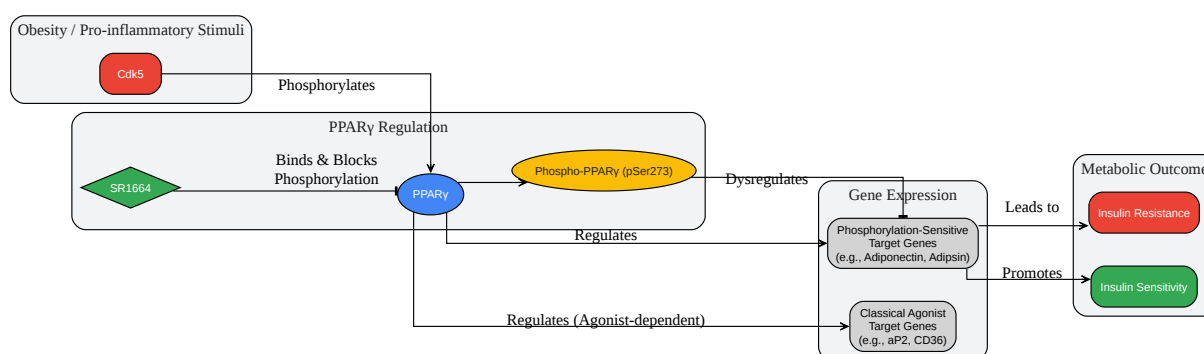 Obesity / Pro-inflammatory Stimuli
Cdk5
Phosphorylates
PPARγ Regulation
SR1664
Binds & Blocks
Phosphorylation
PPARγ
Phospho-PPARγ (pSer273)
Dysregulates
Regulates
Regulates (Agonist-dependent)
Gene Expression
Phosphorylation-Sensitive
Target Genes
(e.g., Adiponectin, Adipsin)
Classical Agonist
Target Genes
(e.g., aP2, CD36)
Leads to
Promotes
Metabolic Outcome
Insulin Resistance
Insulin Sensitivity